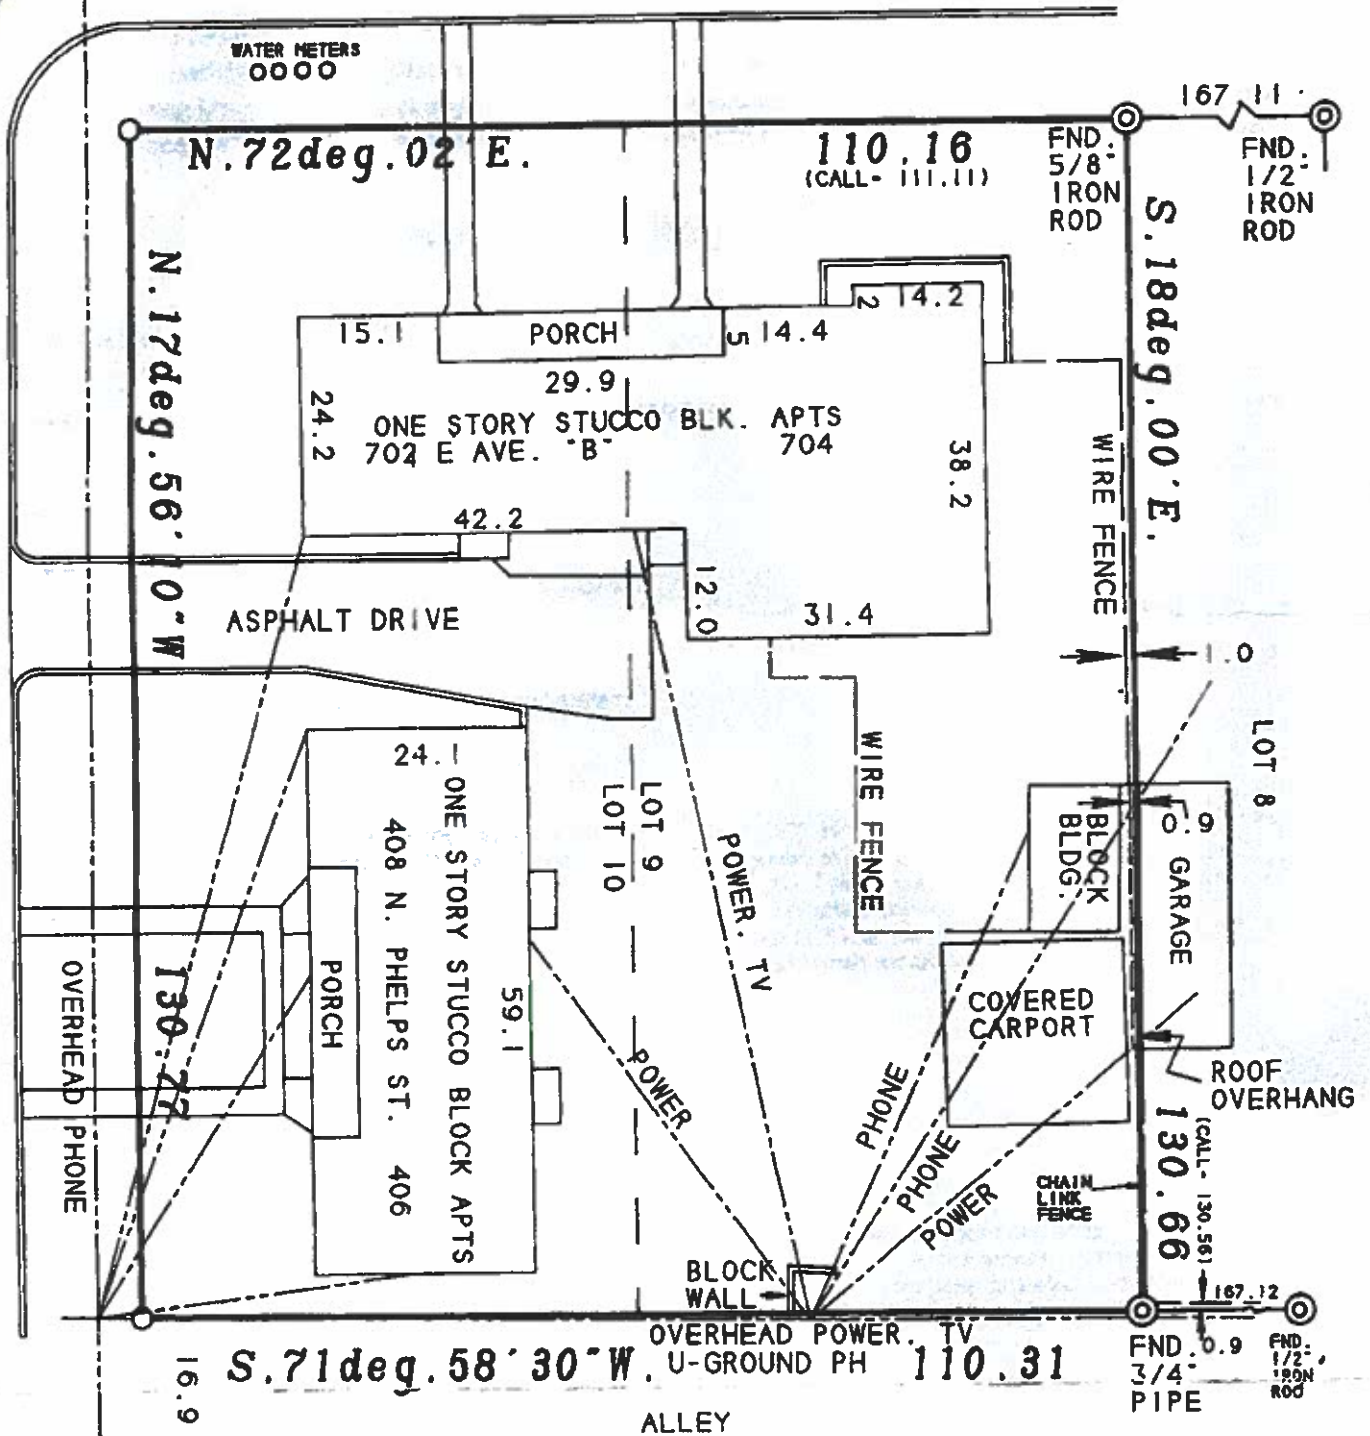 WATER METERS
N.72deg.02'E.
110.16
(CALL- 111.11)
167.11
FND.
5/8"
IRON
ROD
FND.
1/2"
IRON
ROD
N.17deg.56'10"W
S.18deg.00'E.
15.1
PORCH
5
14.4
2
14.2
29.9
24.2
ONE STORY STUCCO BLK. APTS
702 E AVE. "B"
704
38.2
WIRE FENCE
42.2
12.0
31.4
ASPHALT DRIVE
1.0
LOT 8
24.1
ONE STORY STUCCO BLOCK APTS
408 N. PHELPS ST. 406
LOT 9
LOT 10
WIRE FENCE
POWER. TV
BLOCK
BLDG.
0.9
GARAGE
PORCH
59.1
COVERED
CARPORT
OVERHEAD PHONE
130.77
POWER
PHONE
PHONE
POWER
ROOF
OVERHANG
CHAIN
LINK
FENCE
130.66
(CALL- 130.56)
BLOCK
WALL
167.12
OVERHEAD POWER. TV
U-GROUND PH
S.71deg.58'30"W.
110.31
FND.
3/4"
PIPE
0.9
FND.
1/2"
IRON
ROD
16.9
ALLEY